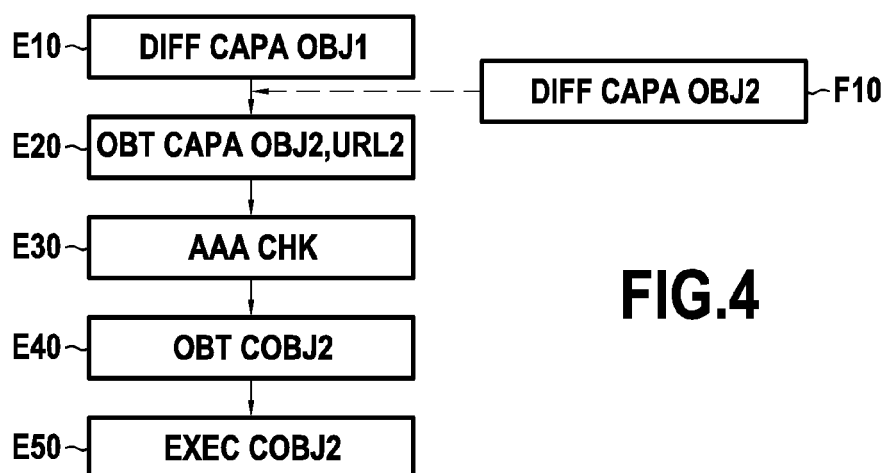 E10 DIFF CAPA OBJ1
DIFF CAPA OBJ2 F10
E20 OBT CAPA OBJ2,URL2
E30 AAA CHK
FIG.4
E40 OBT COBJ2
E50 EXEC COBJ2